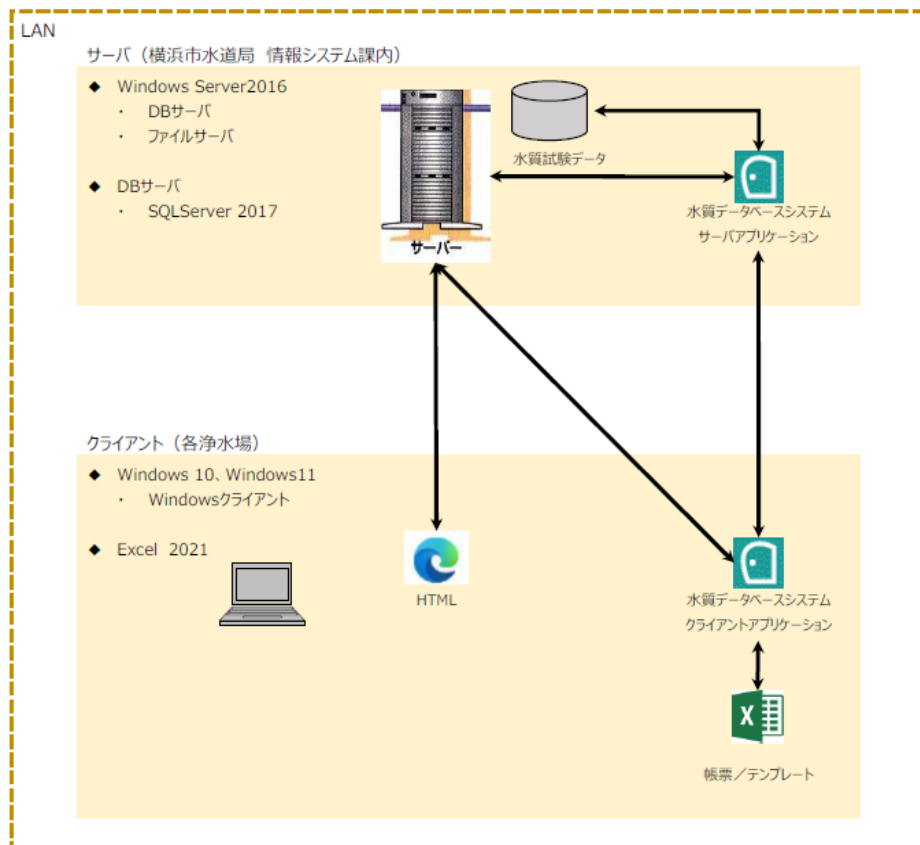 LAN
サーバ（横浜市水道局 情報システム課内）
◆ Windows Server2016
・ DBサーバ
・ ファイルサーバ
◆ DBサーバ
・ SQLServer 2017
サーバー
水質試験データ
水質データベースシステム
サーバアプリケーション
クライアント（各浄水場）
◆ Windows 10、Windows11
・ Windowsクライアント
◆ Excel 2021
HTML
水質データベースシステム
クライアントアプリケーション
X
帳票／テンプレート